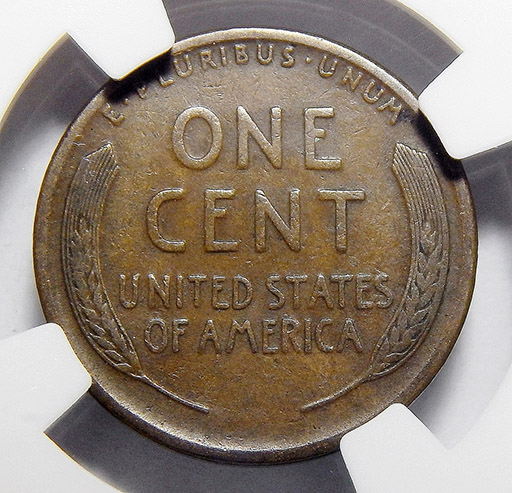 E · PLURIBUS · UNUM
ONE
CENT
UNITED STATES
OF AMERICA